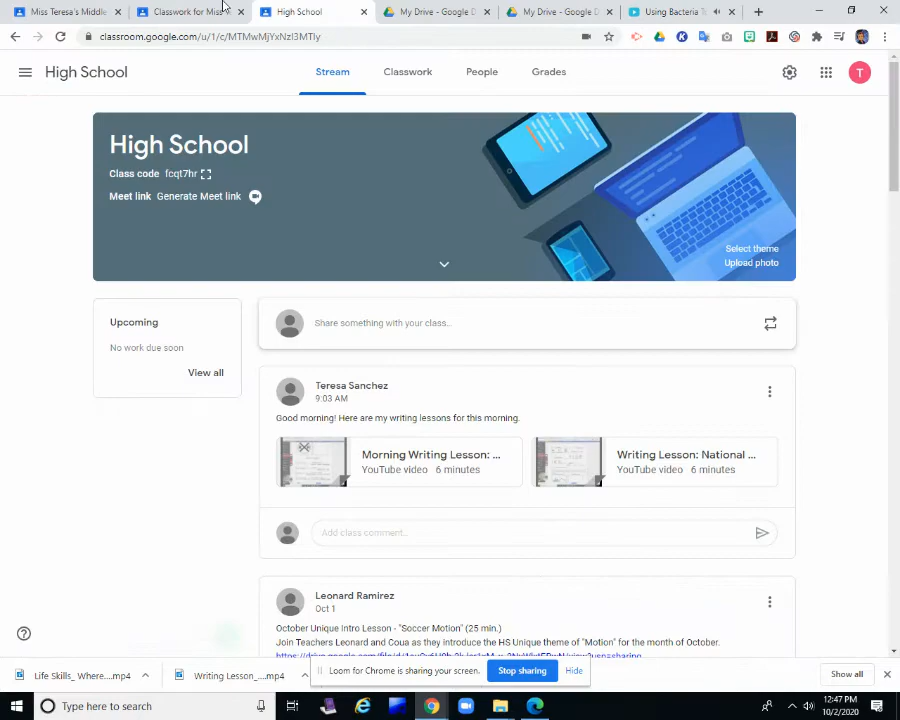 Miss Teresa's Middle
Classwork for Miss
High School
My Drive - Google D
My Drive - Google D
Using Bacteria T
classroom.google.com/u/1/c/MTMwMjYxNzI3MTIy
High School
Stream
Classwork
People
Grades
T
High School
Class code fcqt7hr
Meet link Generate Meet link
Select theme
Upload photo
Upcoming
No work due soon
View all
Share something with your class...
Teresa Sanchez
9:03 AM
Good morning! Here are my writing lessons for this morning.
Morning Writing Lesson: ...
YouTube video 6 minutes
Writing Lesson: National ...
YouTube video 6 minutes
Add class comment...
Leonard Ramirez
Oct 1
October Unique Intro Lesson - "Soccer Motion" (25 min.)
Join Teachers Leonard and Coua as they introduce the HS Unique theme of "Motion" for the month of October.
Life Skills_ Where....mp4
Writing Lesson_....mp4
Loom for Chrome is sharing your screen.
Stop sharing
Hide
Show all
Type here to search
12:47 PM
10/2/2020